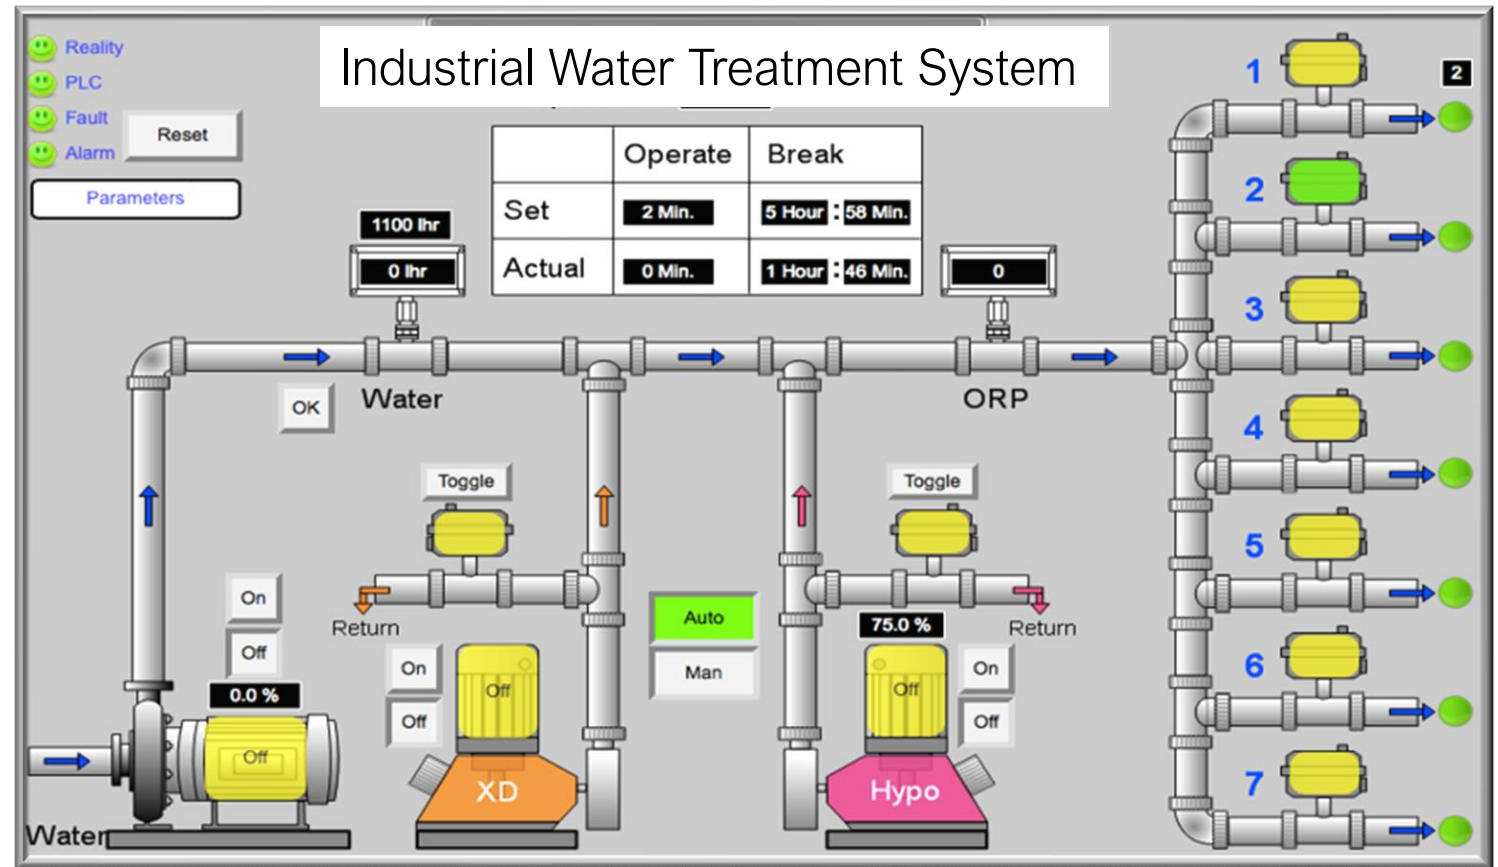 Industrial Water Treatment System
Reality
PLC
Fault
Alarm
Reset
Parameters
Operate Break
Set 2 Min. 5 Hour : 58 Min.
Actual 0 Min. 1 Hour : 46 Min.
1100 lhr
0 lhr
0
OK
Water
ORP
Toggle
Toggle
Return
Return
On
Off
0.0 %
Off
Water
On
Off
Off
XD
Auto
Man
75.0 %
Off
On
Off
Hypo
1
2
2
3
4
5
6
7